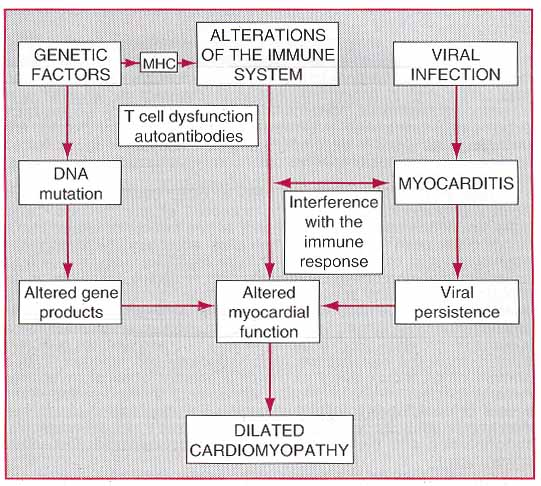 GENETIC
FACTORS
MHC
ALTERATIONS
OF THE IMMUNE
SYSTEM
VIRAL
INFECTION
T cell dysfunction
autoantibodies
DNA
mutation
MYOCARDITIS
Interference
with the
immune
response
Altered gene
products
Altered
myocardial
function
Viral
persistence
DILATED
CARDIOMYOPATHY